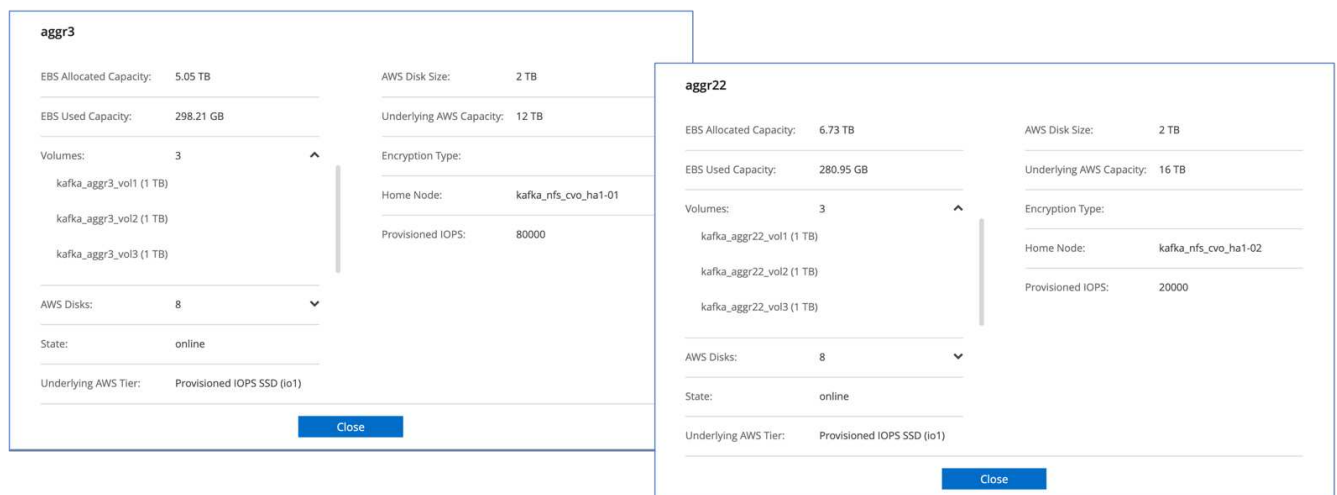 aggr3
EBS Allocated Capacity: 5.05 TB
EBS Used Capacity: 298.21 GB
Volumes: 3
kafka_aggr3_vol1 (1 TB)
kafka_aggr3_vol2 (1 TB)
kafka_aggr3_vol3 (1 TB)
AWS Disks: 8
State: online
Underlying AWS Tier: Provisioned IOPS SSD (io1)
AWS Disk Size: 2 TB
Underlying AWS Capacity: 12 TB
Encryption Type:
Home Node: kafka_nfs_cvo_ha1-01
Provisioned IOPS: 80000
Close
aggr22
EBS Allocated Capacity: 6.73 TB
EBS Used Capacity: 280.95 GB
Volumes: 3
kafka_aggr22_vol1 (1 TB)
kafka_aggr22_vol2 (1 TB)
kafka_aggr22_vol3 (1 TB)
AWS Disks: 8
State: online
Underlying AWS Tier: Provisioned IOPS SSD (io1)
AWS Disk Size: 2 TB
Underlying AWS Capacity: 16 TB
Encryption Type:
Home Node: kafka_nfs_cvo_ha1-02
Provisioned IOPS: 20000
Close